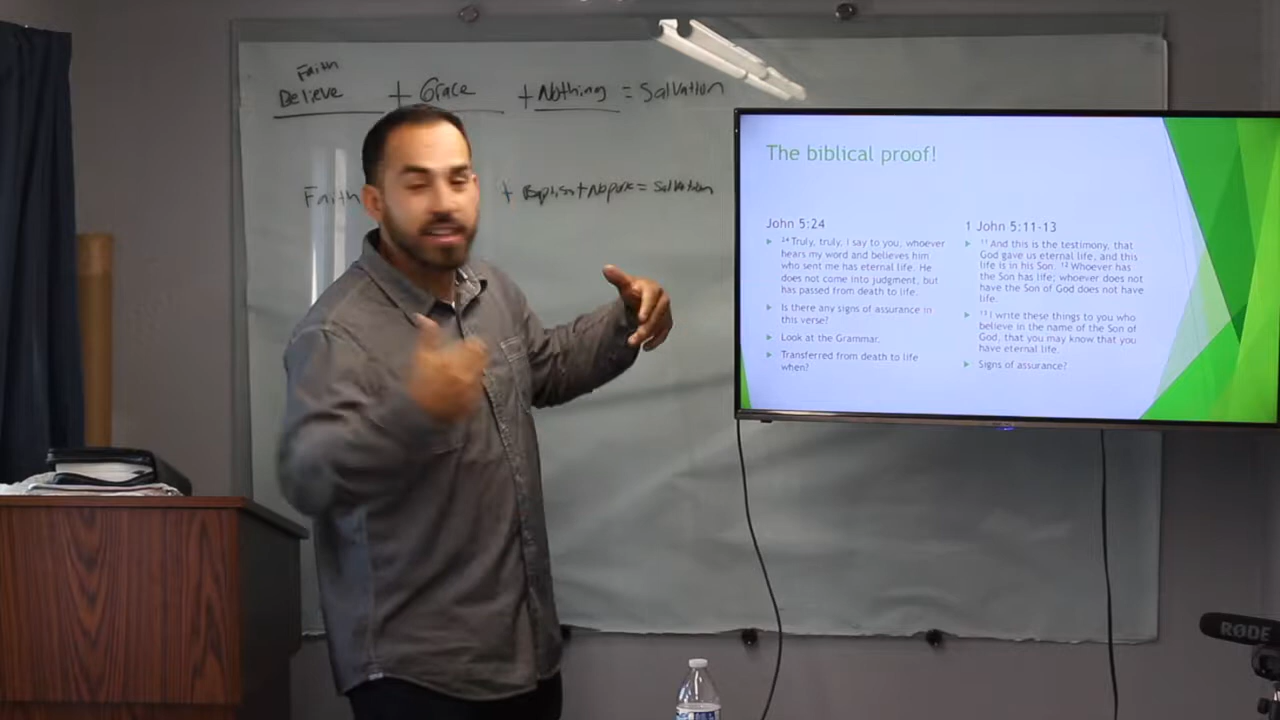 Faith
Believe + Grace + Nothing = Salvation
Faith + Baptism + No pork = Salvation
The biblical proof!
John 5:24
24 Truly, truly, I say to you, whoever
hears my word and believes him
who sent me has eternal life. He
does not come into judgment, but
has passed from death to life.
Is there any signs of assurance in
this verse?
Look at the Grammar.
Transferred from death to life
when?
1 John 5:11-13
11 And this is the testimony, that
God gave us eternal life, and this
life is in his Son. 12 Whoever has
the Son has life; whoever does not
have the Son of God does not have
life.
13 I write these things to you who
believe in the name of the Son of
God, that you may know that you
have eternal life.
Signs of assurance?
RØDE